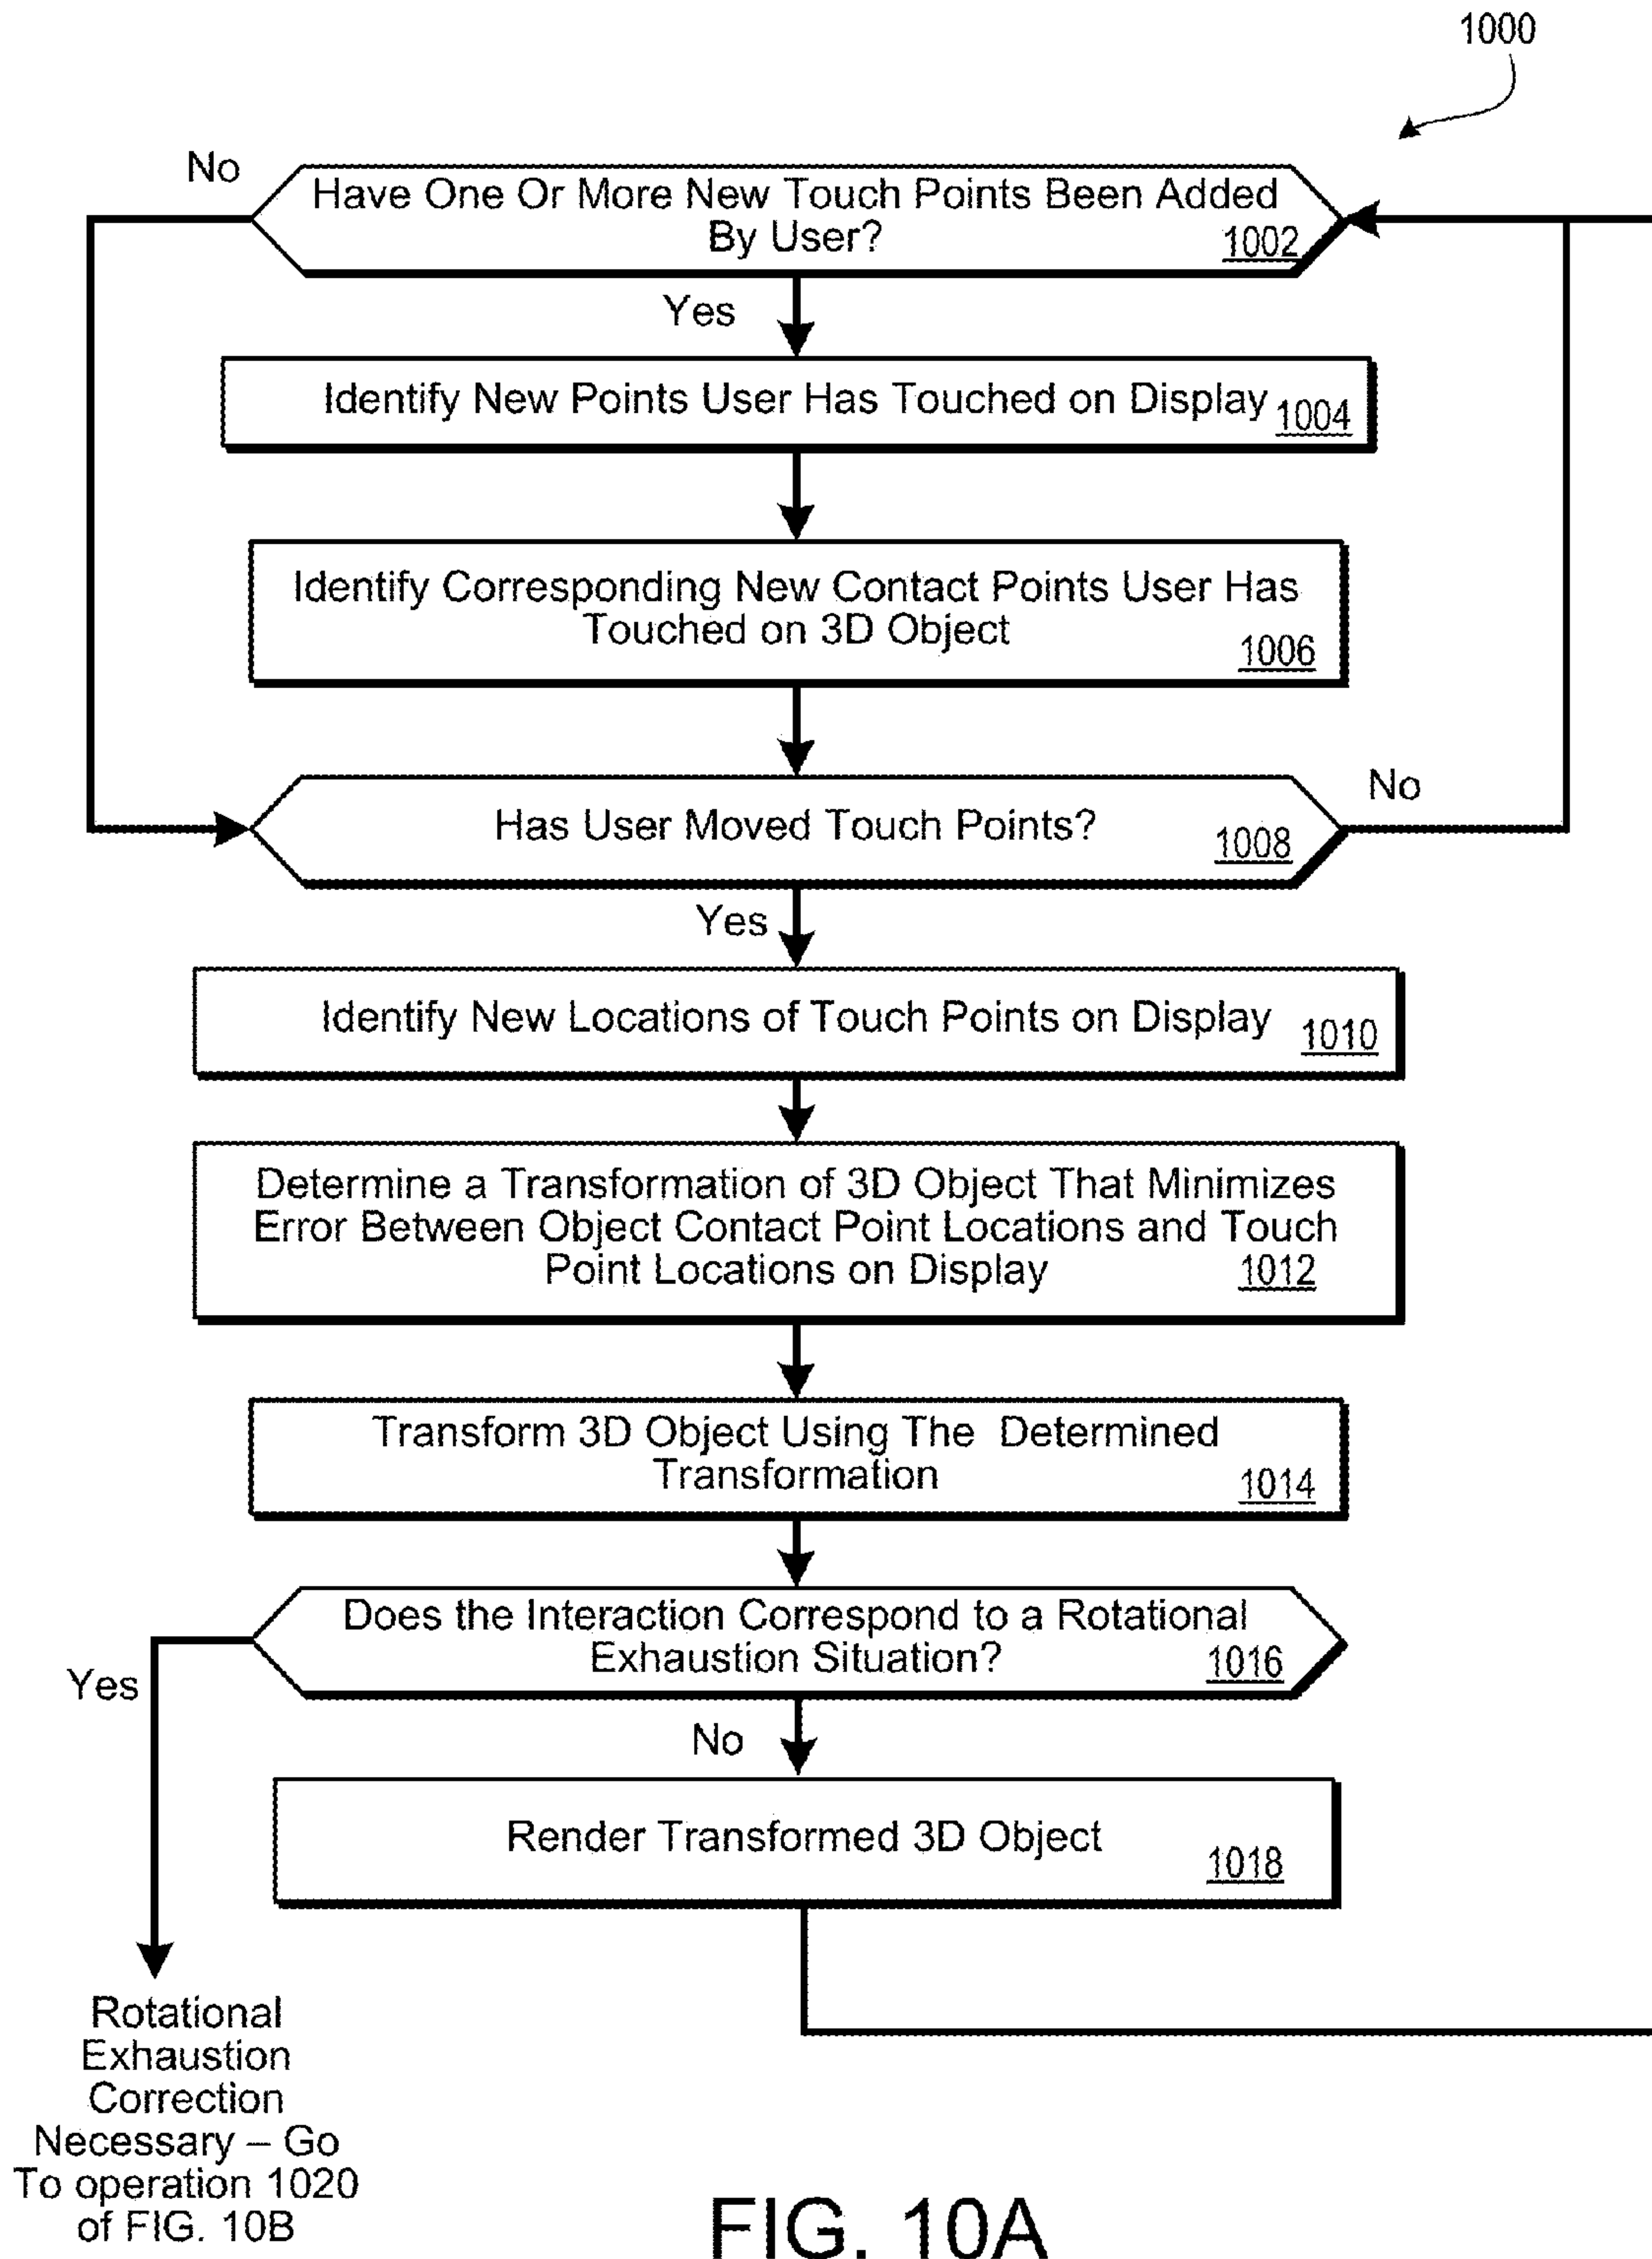 1000
No
Have One Or More New Touch Points Been Added
By User?
1002
Yes
Identify New Points User Has Touched on Display
1004
Identify Corresponding New Contact Points User Has
Touched on 3D Object
1006
No
Has User Moved Touch Points?
1008
Yes
Identify New Locations of Touch Points on Display
1010
Determine a Transformation of 3D Object That Minimizes
Error Between Object Contact Point Locations and Touch
Point Locations on Display
1012
Transform 3D Object Using The Determined
Transformation
1014
Does the Interaction Correspond to a Rotational
Exhaustion Situation?
1016
Yes
No
Render Transformed 3D Object
1018
Rotational
Exhaustion
Correction
Necessary – Go
To operation 1020
of FIG. 10B
FIG. 10A